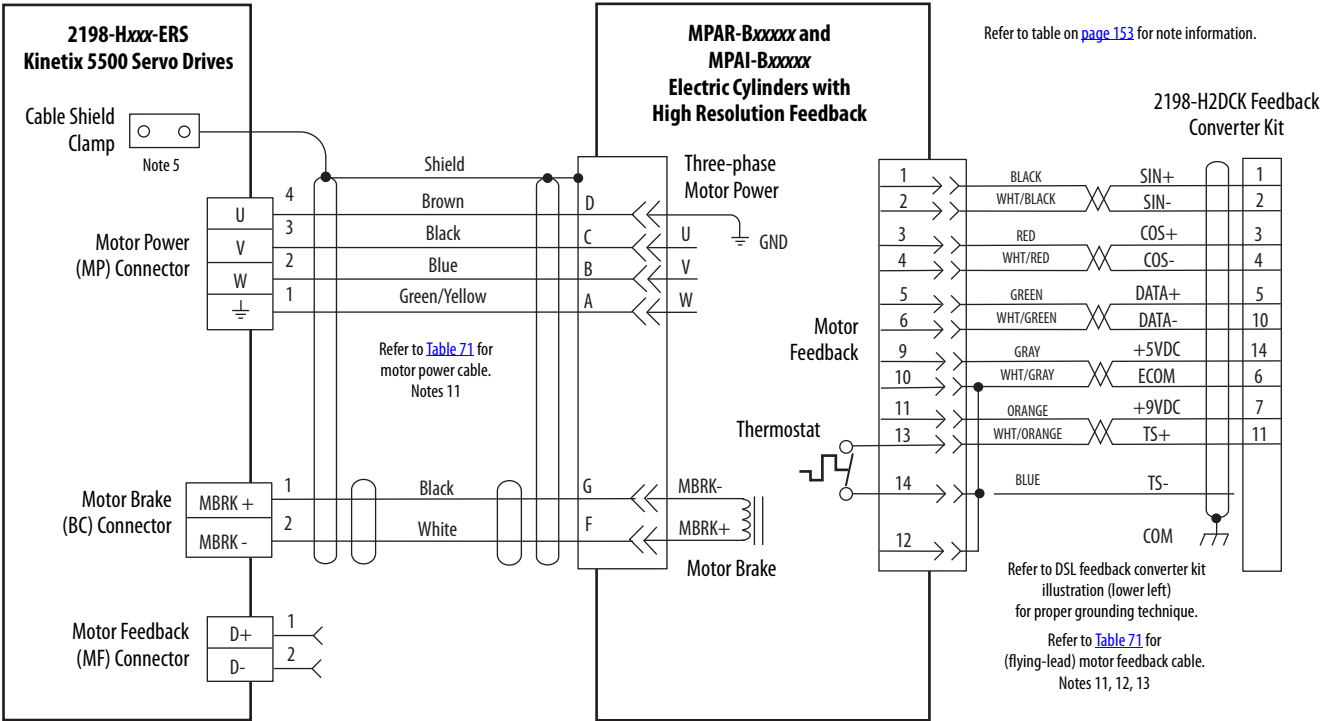 2198-Hxxx-ERS
Kinetix 5500 Servo Drives
Cable Shield
Clamp
Note 5
Motor Power
(MP) Connector
U
V
W
4
3
2
1
Shield
Brown
Black
Blue
Green/Yellow
Refer to Table 71 for
motor power cable.
Notes 11
Motor Brake
(BC) Connector
MBRK +
MBRK -
1
2
Black
White
Motor Feedback
(MF) Connector
D+
D-
1
2
MPAR-Bxxxxx and
MPAI-Bxxxxx
Electric Cylinders with
High Resolution Feedback
Three-phase
Motor Power
D
C
B
A
GND
U
V
W
G
F
MBRK-
MBRK+
Motor Brake
Motor
Feedback
Thermostat
Refer to table on page 153 for note information.
2198-H2DCK Feedback
Converter Kit
1 BLACK SIN+ 1
2 WHT/BLACK SIN- 2
3 RED COS+ 3
4 WHT/RED COS- 4
5 GREEN DATA+ 5
6 WHT/GREEN DATA- 10
9 GRAY +5VDC 14
10 WHT/GRAY ECOM 6
11 ORANGE +9VDC 7
13 WHT/ORANGE TS+ 11
14 BLUE TS-
12 COM
Refer to DSL feedback converter kit
illustration (lower left)
for proper grounding technique.
Refer to Table 71 for
(flying-lead) motor feedback cable.
Notes 11, 12, 13